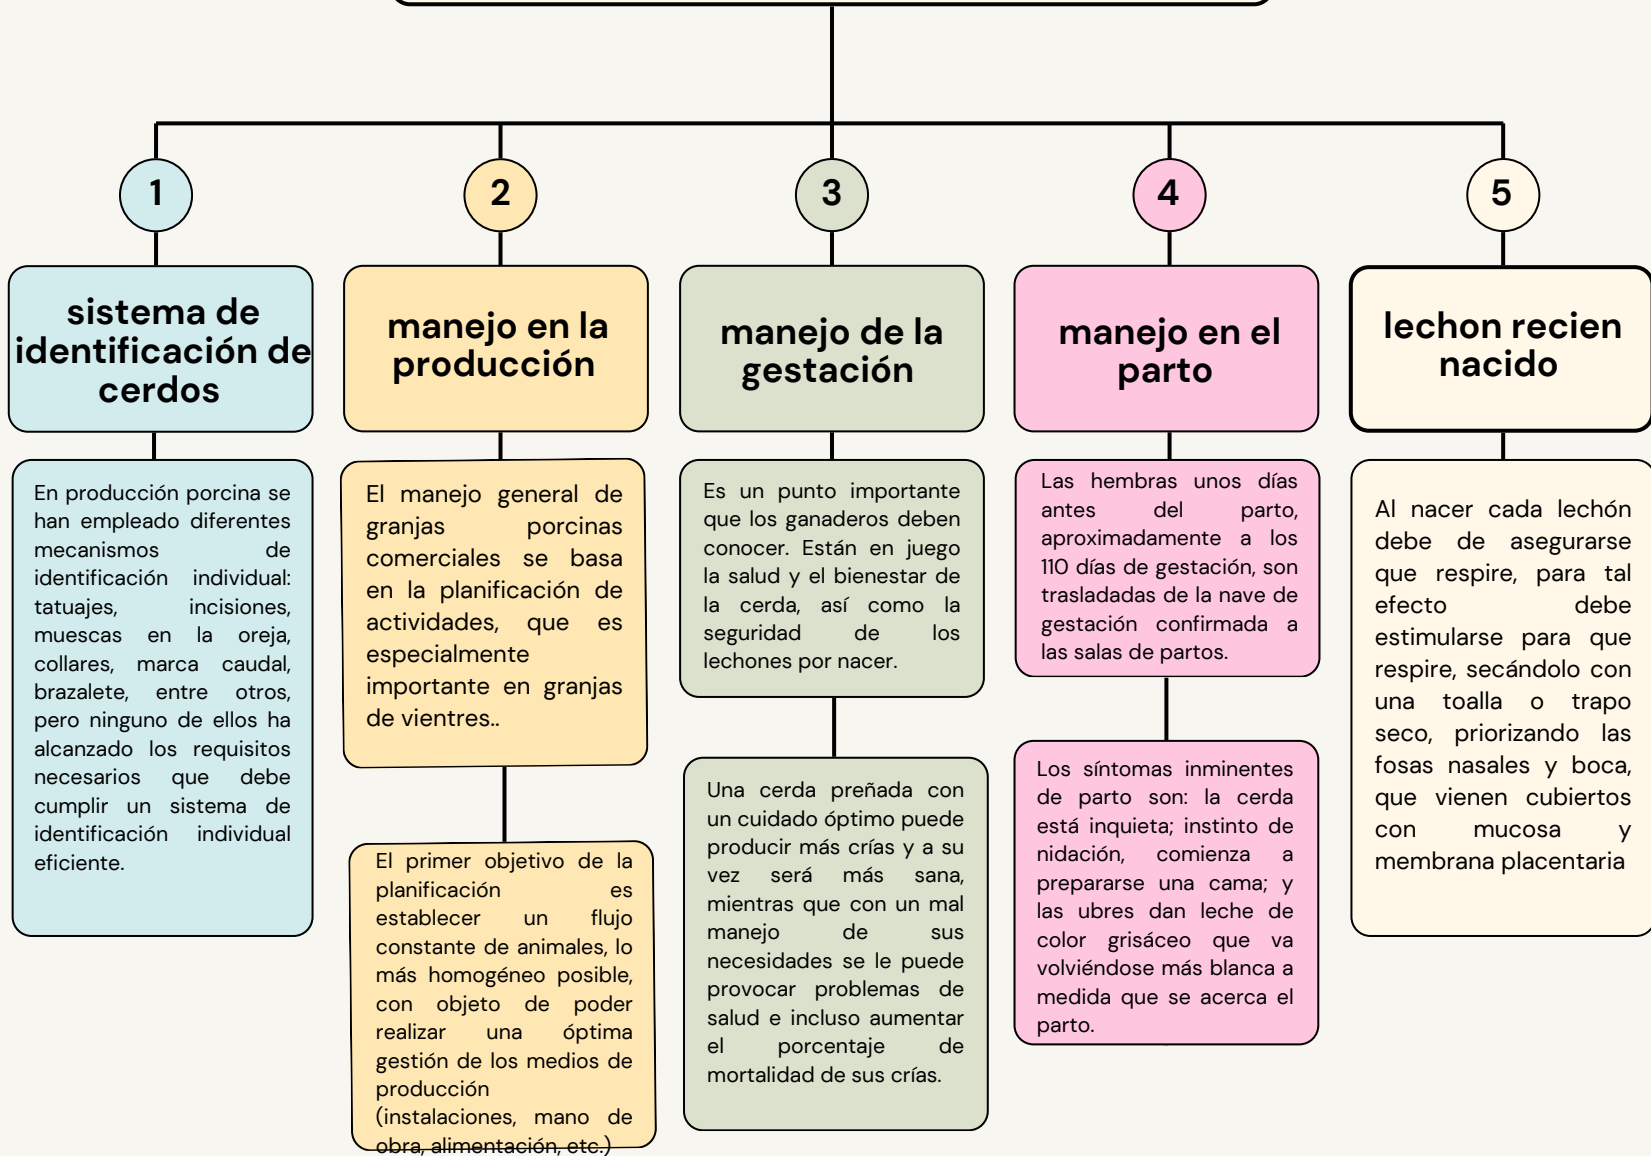 1
sistema de
identificación de
cerdos
En producción porcina se
han empleado diferentes
mecanismos de
identificación individual:
tatuajes, incisiones,
muescas en la oreja,
collares, marca caudal,
brazalete, entre otros,
pero ninguno de ellos ha
alcanzado los requisitos
necesarios que debe
cumplir un sistema de
identificación individual
eficiente.
2
manejo en la
producción
El manejo general de
granjas porcinas
comerciales se basa
en la planificación de
actividades, que es
especialmente
importante en granjas
de vientres..
El primer objetivo de la
planificación es
establecer un flujo
constante de animales, lo
más homogéneo posible,
con objeto de poder
realizar una óptima
gestión de los medios de
producción
(instalaciones, mano de
obra, alimentación, etc.)
3
manejo de la
gestación
Es un punto importante
que los ganaderos deben
conocer. Están en juego
la salud y el bienestar de
la cerda, así como la
seguridad de los
lechones por nacer.
Una cerda preñada con
un cuidado óptimo puede
producir más crías y a su
vez será más sana,
mientras que con un mal
manejo de sus
necesidades se le puede
provocar problemas de
salud e incluso aumentar
el porcentaje de
mortalidad de sus crías.
4
manejo en el
parto
Las hembras unos días
antes del parto,
aproximadamente a los
110 días de gestación, son
trasladadas de la nave de
gestación confirmada a
las salas de partos.
Los síntomas inminentes
de parto son: la cerda
está inquieta; instinto de
nidación, comienza a
prepararse una cama; y
las ubres dan leche de
color grisáceo que va
volviéndose más blanca a
medida que se acerca el
parto.
5
lechon recien
nacido
Al nacer cada lechón
debe de asegurarse
que respire, para tal
efecto debe
estimularse para que
respire, secándolo con
una toalla o trapo
seco, priorizando las
fosas nasales y boca,
que vienen cubiertos
con mucosa y
membrana placentaria